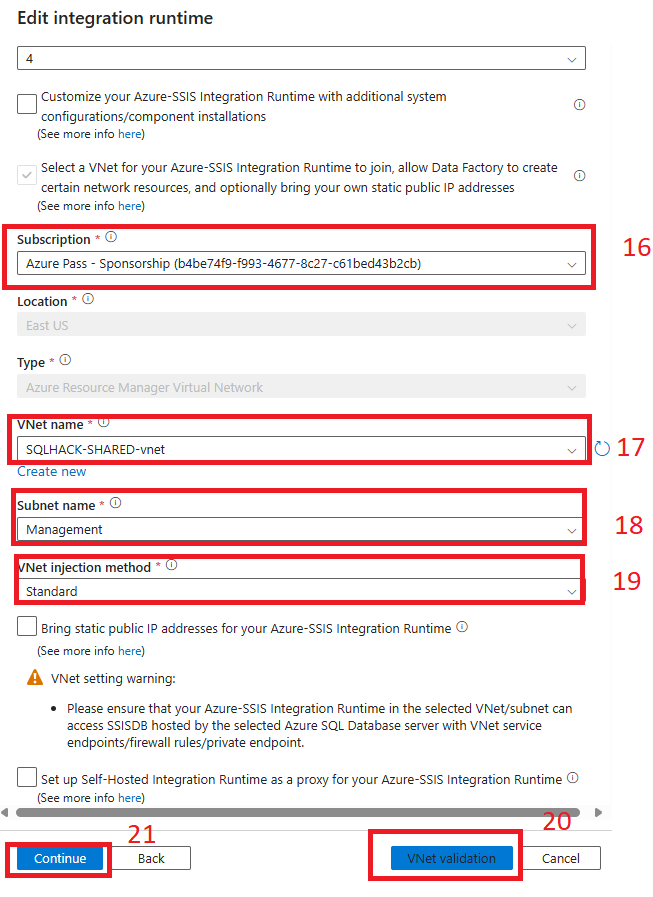 Edit integration runtime
4
Customize your Azure-SSIS Integration Runtime with additional system
configurations/component installations
(See more info here)
Select a VNet for your Azure-SSIS Integration Runtime to join, allow Data Factory to create
certain network resources, and optionally bring your own static public IP addresses
(See more info here)
Subscription *
16
Azure Pass - Sponsorship (b4be74f9-f993-4677-8c27-c61bed43b2cb)
Location *
East US
Type *
Azure Resource Manager Virtual Network
VNet name *
SQLHACK-SHARED-vnet
17
Create new
Subnet name *
18
Management
VNet injection method *
19
Standard
Bring static public IP addresses for your Azure-SSIS Integration Runtime
(See more info here)
VNet setting warning:
• Please ensure that your Azure-SSIS Integration Runtime in the selected VNet/subnet can
access SSISDB hosted by the selected Azure SQL Database server with VNet service
endpoints/firewall rules/private endpoint.
Set up Self-Hosted Integration Runtime as a proxy for your Azure-SSIS Integration Runtime
(See more info here)
21 20
Continue Back VNet validation Cancel